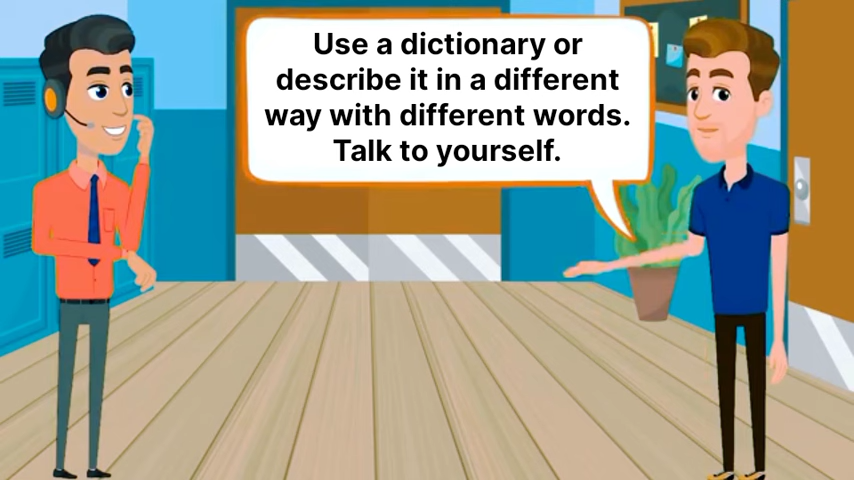 Use a dictionary or
describe it in a different
way with different words.
Talk to yourself.